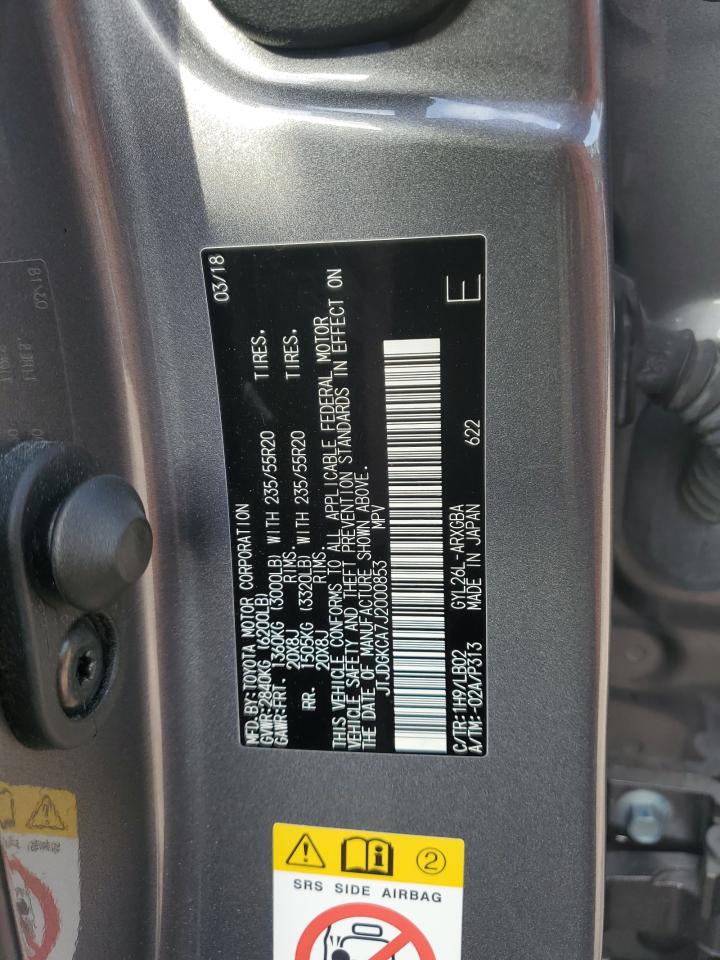 03/18
MFD.BY:TOYOTA MOTOR CORPORATION
GVWR:2840KG (6200LB)
GAWR:FRT. 1360KG (3000LB) WITH 235/55R20 TIRES,
20X8J RIMS.
RR. 1505KG (3320LB) WITH 235/55R20 TIRES,
20X8J RIMS.
THIS VEHICLE CONFORMS TO ALL APPLICABLE FEDERAL MOTOR
VEHICLE SAFETY AND THEFT PREVENTION STANDARDS IN EFFECT ON
THE DATE OF MANUFACTURE SHOWN ABOVE.
JTJDGKCA7J2000853 MPV
C/TR:1H9/LB02 GYL26L-ARXGBA 622
A/TM:-02A/P313 MADE IN JAPAN
E
2
SRS SIDE AIRBAG